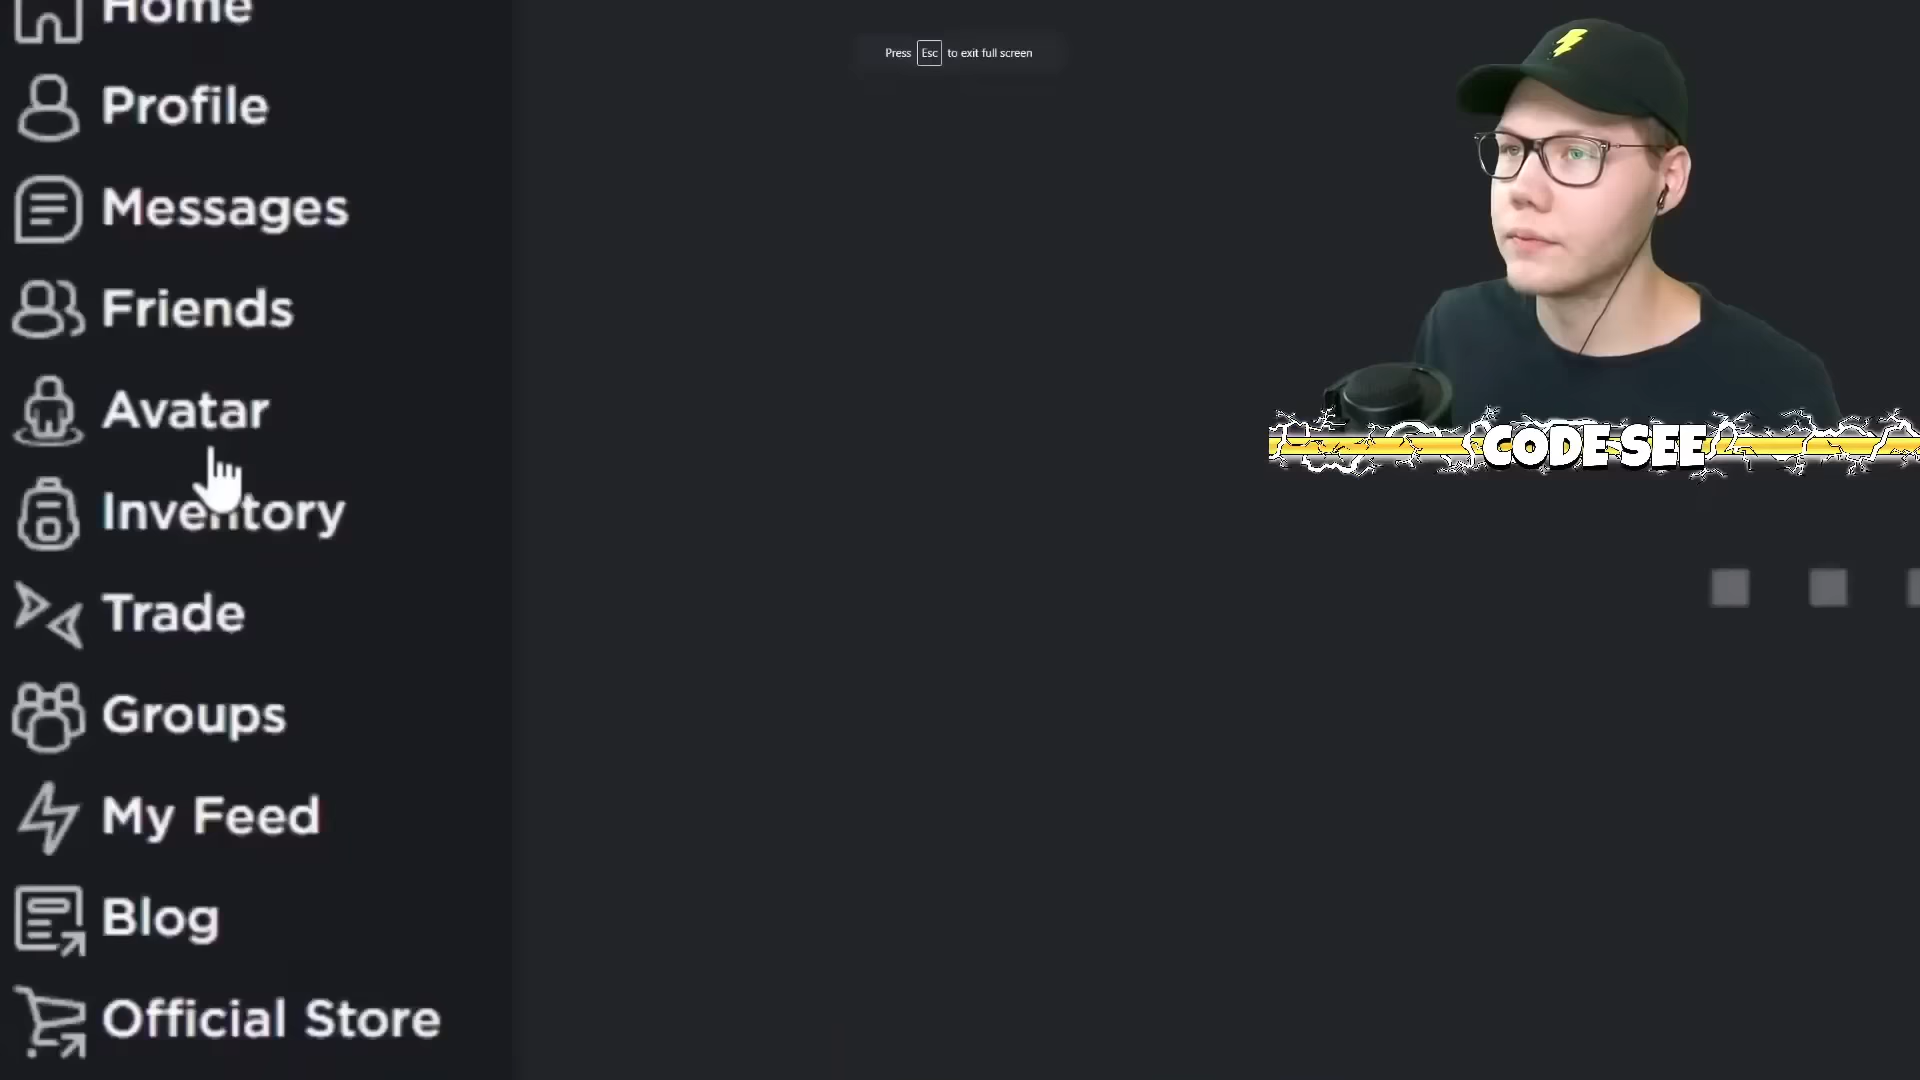 Home
Press Esc to exit full screen
Profile
Messages
Friends
Avatar
CODE SEE
Inventory
Trade
Groups
My Feed
Blog
Official Store